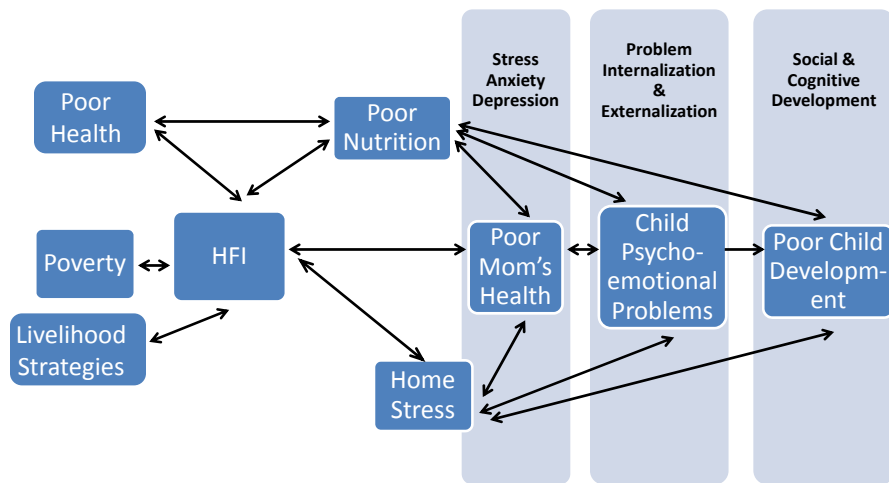 Stress
Anxiety
Depression
Problem
Internalization
&
Externalization
Social &
Cognitive
Development
Poor
Health
Poor
Nutrition
HFI
Poverty
Livelihood
Strategies
Poor
Mom's
Health
Child
Psycho-
emotional
Problems
Poor Child
Developm-
ent
Home
Stress